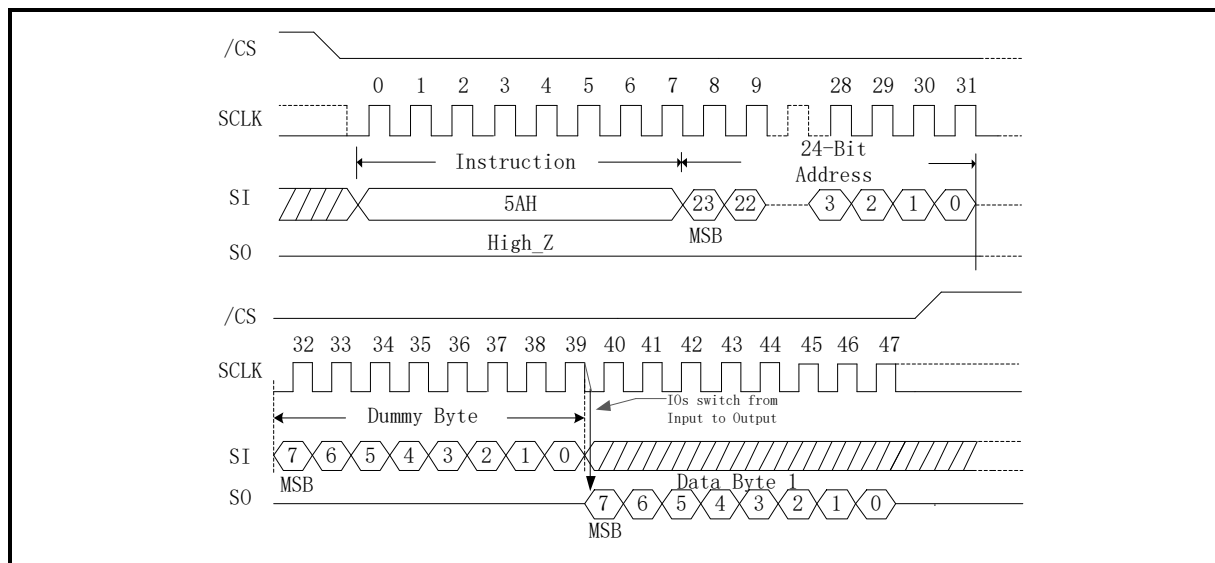 /CS
0 1 2 3 4 5 6 7 8 9 28 29 30 31
SCLK
Instruction
24-Bit
Address
SI
5AH
23 22 3 2 1 0
MSB
High_Z
SO
/CS
32 33 34 35 36 37 38 39 40 41 42 43 44 45 46 47
SCLK
IOs switch from
Input to Output
Dummy Byte
SI
7 6 5 4 3 2 1 0
MSB
Data Byte 1
SO
7 6 5 4 3 2 1 0
MSB